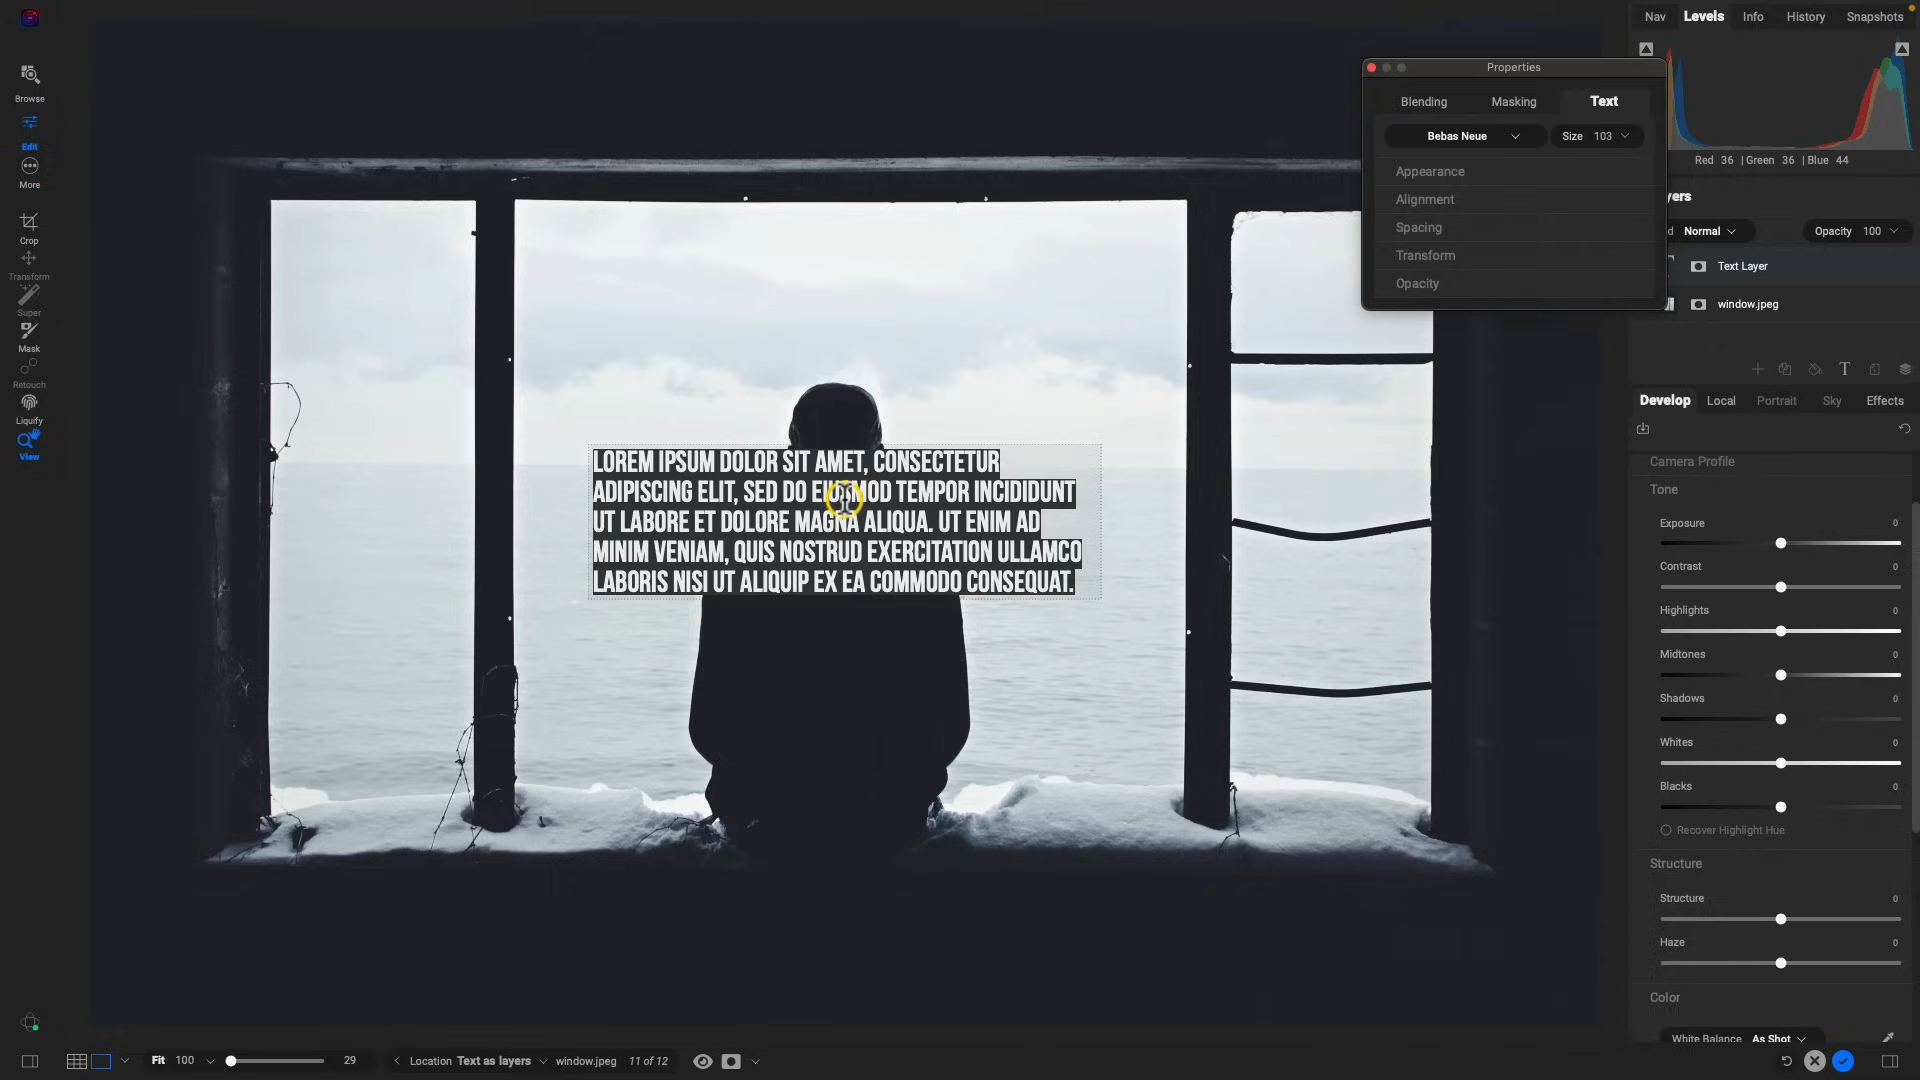 Nav Levels Info History Snapshots
Properties
Browse
Blending Masking Text
Bebas Neue Size 103
Edit
Red 36 | Green 36 | Blue 44
Appearance
More
Alignment
yers
Spacing
d Normal Opacity 100
Crop
Transform
Text Layer
Transform
Opacity
window.jpeg
Super
Mask
T
Retouch
Develop Local Portrait Sky Effects
Liquify
View
LOREM IPSUM DOLOR SIT AMET, CONSECTETUR
ADIPISCING ELIT, SED DO EIUSMOD TEMPOR INCIDIDUNT
UT LABORE ET DOLORE MAGNA ALIQUA. UT ENIM AD
MINIM VENIAM, QUIS NOSTRUD EXERCITATION ULLAMCO
LABORIS NISI UT ALIQUIP EX EA COMMODO CONSEQUAT.
Camera Profile
Tone
Exposure 0
Contrast 0
Highlights 0
Midtones 0
Shadows 0
Whites 0
Blacks 0
Recover Highlight Hue
Structure
Structure 0
Haze 0
Color
White Balance As Shot
Fit 100 29 Location Text as layers window.jpeg 11 of 12